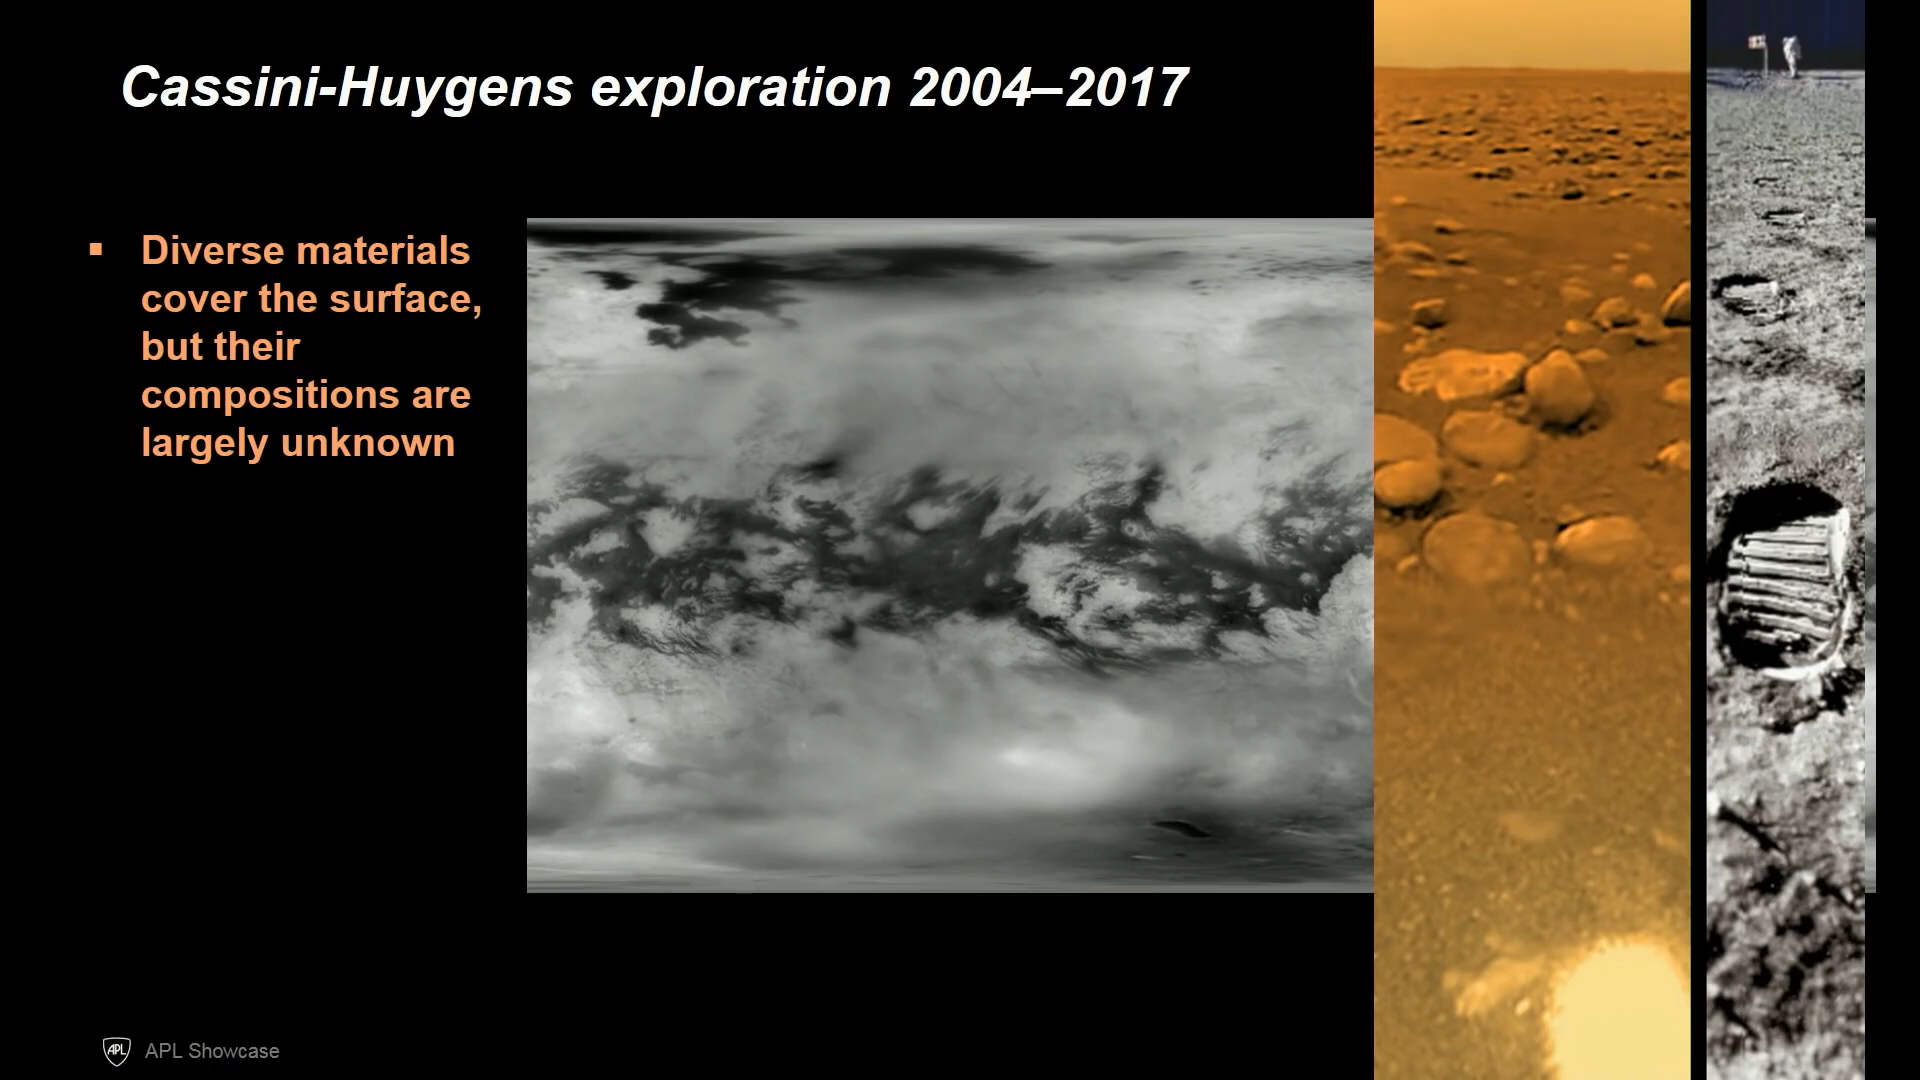 Cassini-Huygens exploration 2004–2017
▪ Diverse materials
cover the surface,
but their
compositions are
largely unknown
APL
APL Showcase